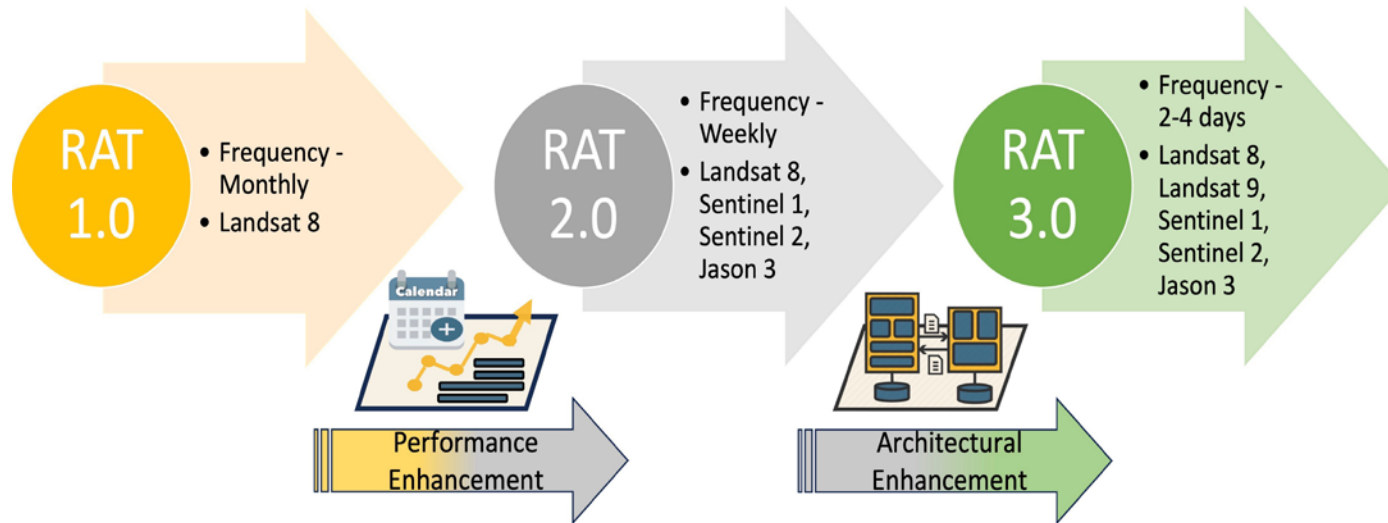 RAT
1.0
• Frequency -
Monthly
• Landsat 8
RAT
2.0
• Frequency -
Weekly
• Landsat 8,
Sentinel 1,
Sentinel 2,
Jason 3
RAT
3.0
• Frequency -
2-4 days
• Landsat 8,
Landsat 9,
Sentinel 1,
Sentinel 2,
Jason 3
Calendar
Performance
Enhancement
Architectural
Enhancement